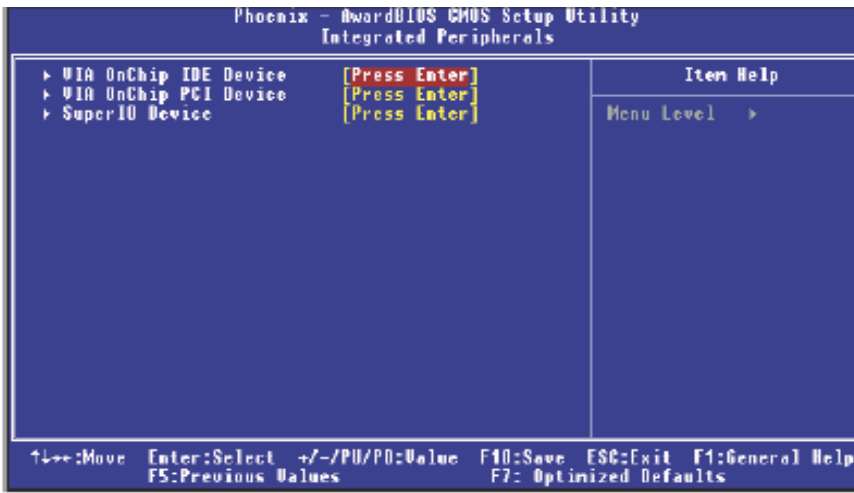 Phoenix - AwardBIOS CMOS Setup Utility
Integrated Peripherals
▸ VIA OnChip IDE Device [Press Enter]
▸ VIA OnChip PCI Device [Press Enter]
▸ SuperIO Device [Press Enter]
Item Help
Menu Level ▸
↑↓→←:Move Enter:Select +/-/PU/PD:Value F10:Save ESC:Exit F1:General Help
F5:Previous Values F7: Optimized Defaults